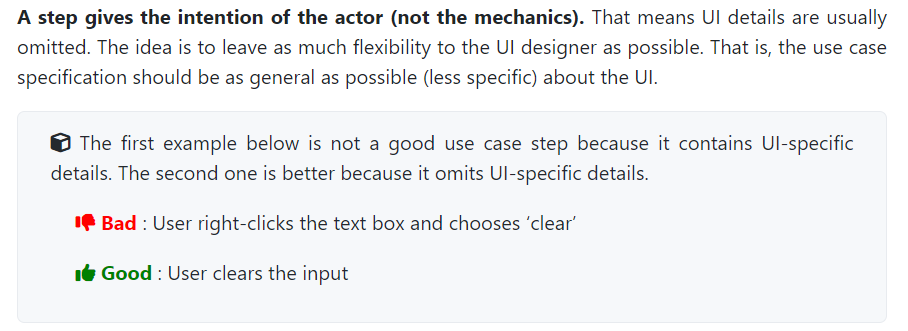 A step gives the intention of the actor (not the mechanics). That means UI details are usually
omitted. The idea is to leave as much flexibility to the UI designer as possible. That is, the use case
specification should be as general as possible (less specific) about the UI.
The first example below is not a good use case step because it contains UI-specific
details. The second one is better because it omits UI-specific details.
Bad : User right-clicks the text box and chooses ‘clear’
Good : User clears the input